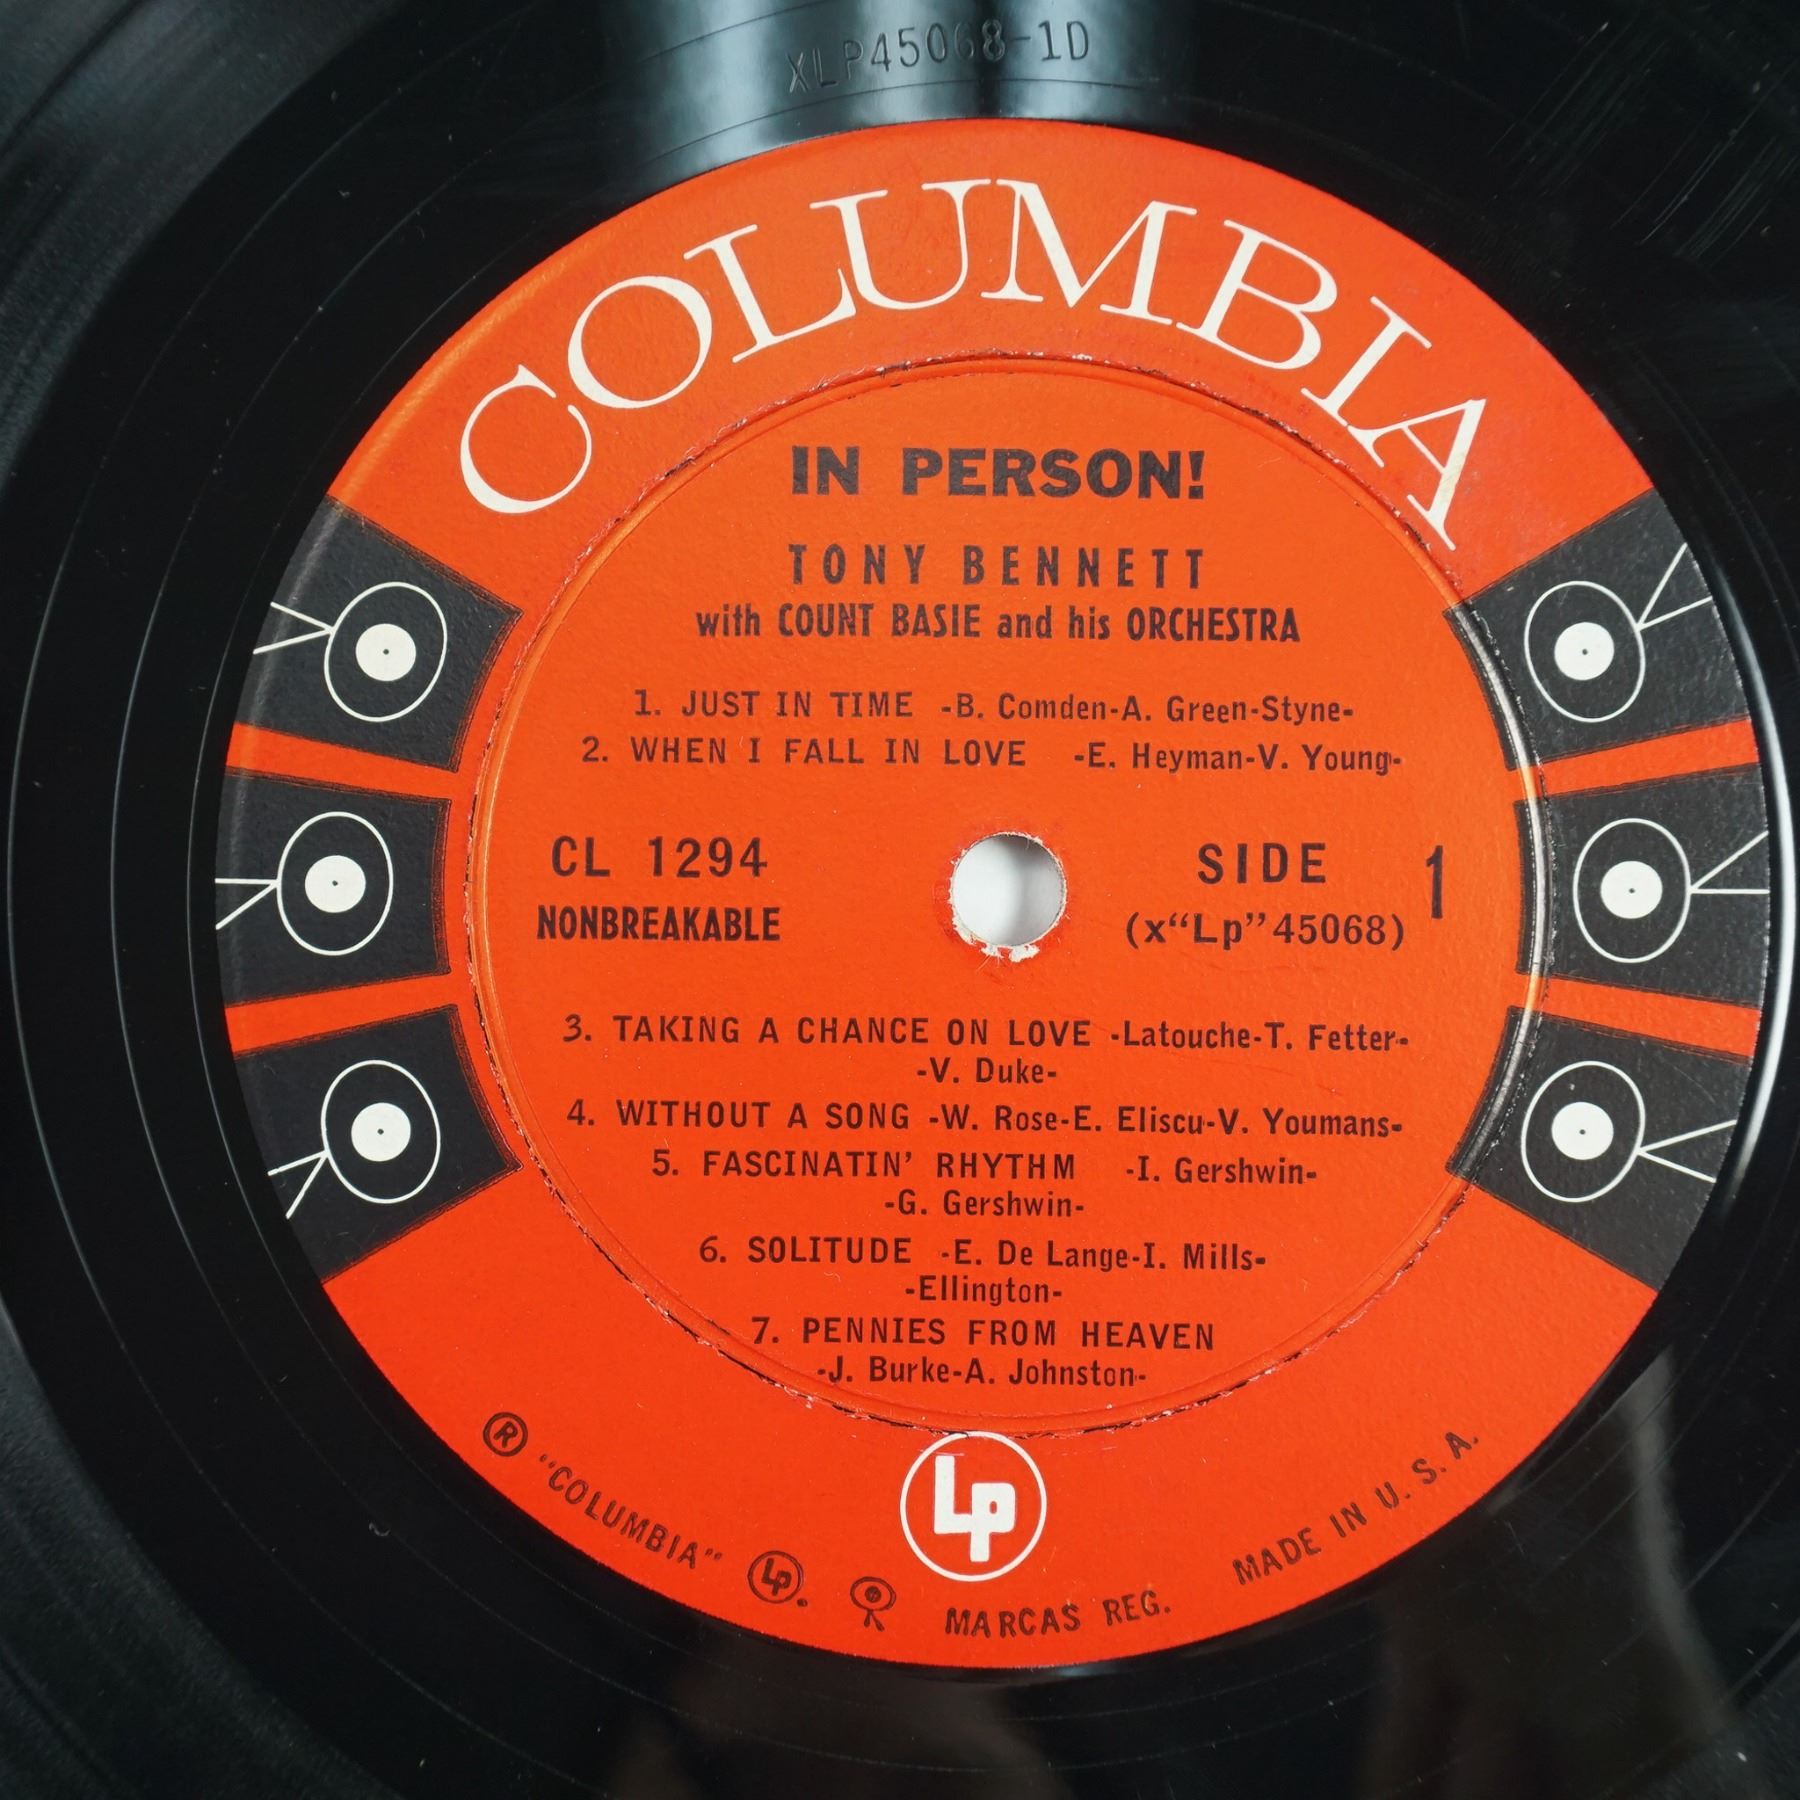 XLP45068-1D
COLUMBIA
IN PERSON!
TONY BENNETT
with COUNT BASIE and his ORCHESTRA
1. JUST IN TIME -B. Comden-A. Green-Styne-
2. WHEN I FALL IN LOVE -E. Heyman-V. Young-
CL 1294
NONBREAKABLE
SIDE 1
(x“Lp”45068)
3. TAKING A CHANCE ON LOVE -Latouche-T. Fetter-
-V. Duke-
4. WITHOUT A SONG -W. Rose-E. Eliscu-V. Youmans-
5. FASCINATIN’ RHYTHM -I. Gershwin-
-G. Gershwin-
6. SOLITUDE -E. De Lange-I. Mills-
-Ellington-
7. PENNIES FROM HEAVEN
-J. Burke-A. Johnston-
Lp
® "COLUMBIA" Lp. MARCAS REG. MADE IN U. S. A.